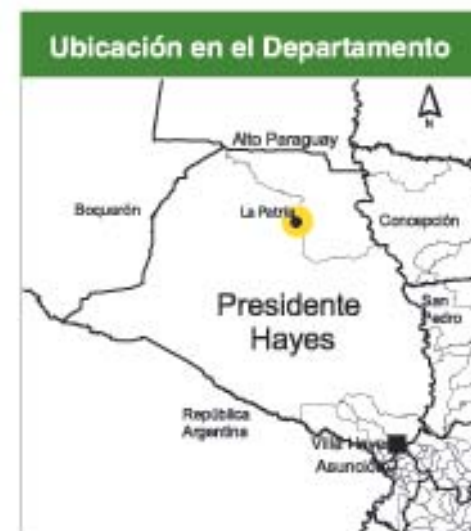 Ubicación en el Departamento
N
Alto Paraguay
Boquerón
La Patria
Concepción
Presidente
Hayes
San
Pedro
República
Argentina
Villa Hayes
Asunción